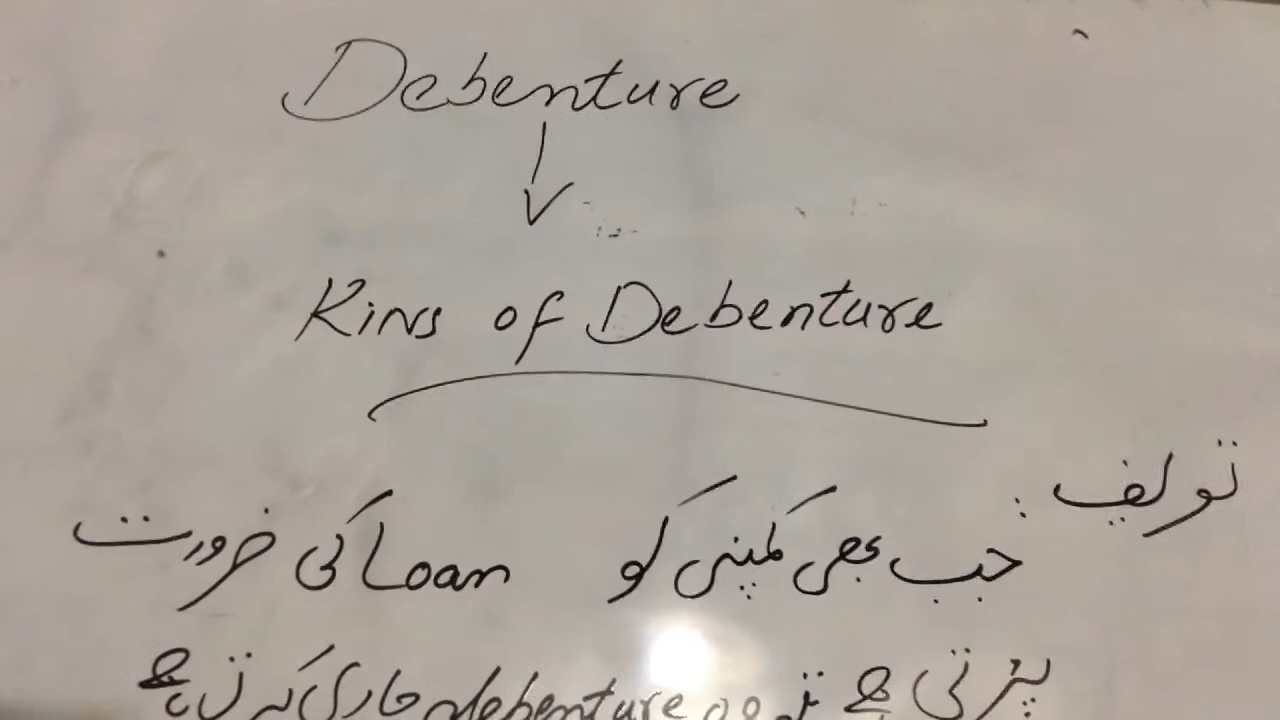 Debenture
Kins of Debenture
تعریف:
جب بھی کمپنی کو Loan کی ضرورت
پڑتی ہے تو وہ debenture جاری کرتی ہے